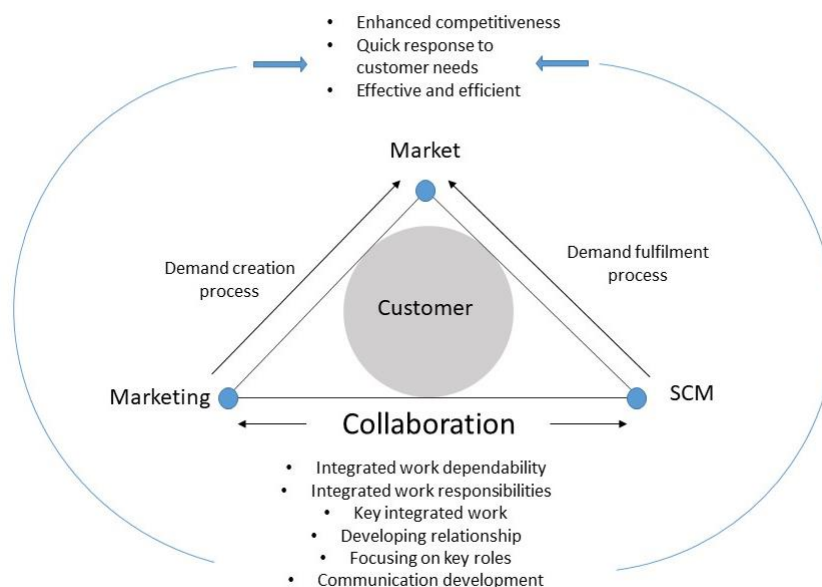 • Enhanced competitiveness
• Quick response to
customer needs
• Effective and efficient
Market
Demand creation
process
Demand fulfilment
process
Customer
Marketing
SCM
Collaboration
• Integrated work dependability
• Integrated work responsibilities
• Key integrated work
• Developing relationship
• Focusing on key roles
• Communication development